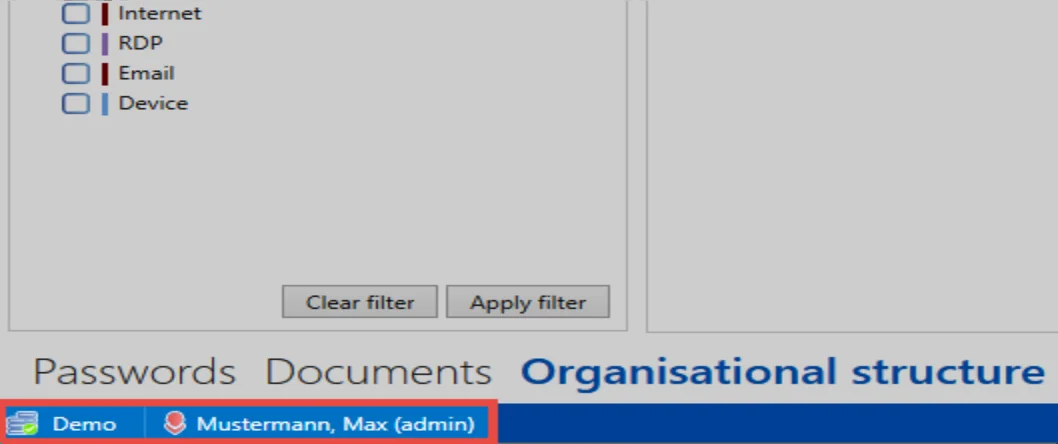 Internet
RDP
Email
Device
Clear filter Apply filter
Passwords Documents Organisational structure
Demo Mustermann, Max (admin)